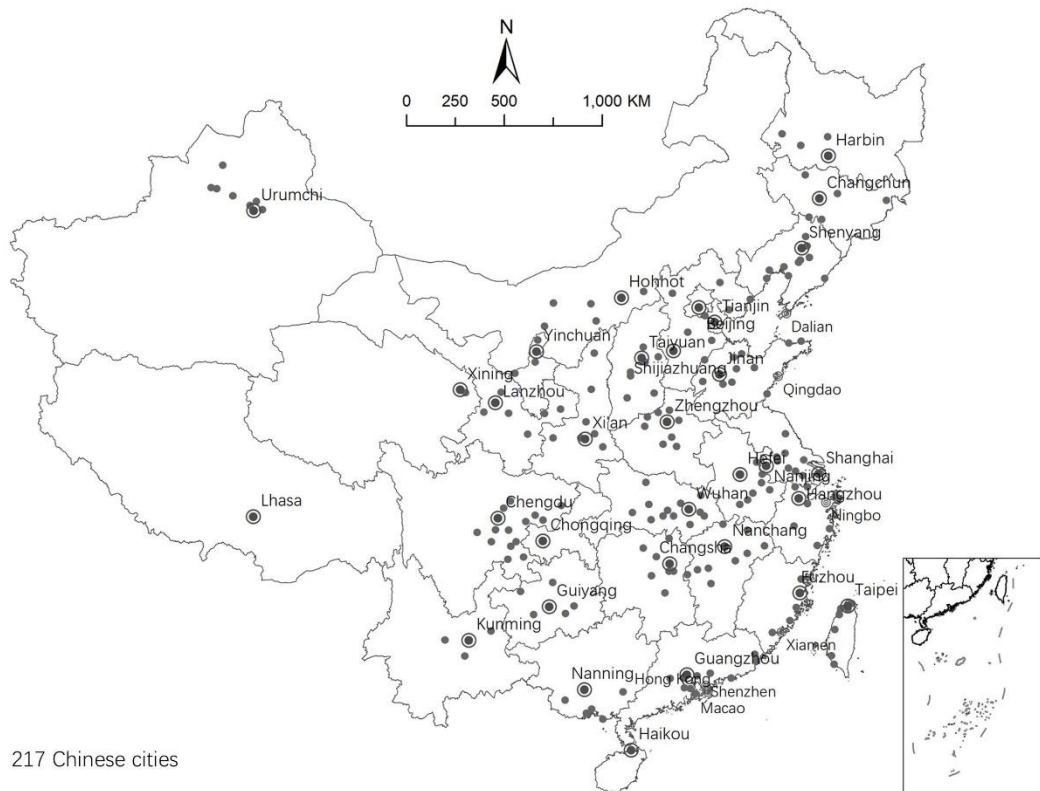 N
0 250 500 1,000 KM
Harbin
Changchun
Urumchi
Shenyang
Hohhot
Tianjin
Beijing
Dalian
Yinchuan
Taiyuan
Shijiazhuang
Jinan
Xining
Lanzhou
Qingdao
Zhengzhou
Xi'an
Hefei
Shanghai
Nanjing
Lhasa
Chengdu
Wuhan
Hangzhou
Ningbo
Chongqing
Nanchang
Changsha
Guiyang
Fuzhou
Taipei
Kunming
Xiamen
Guangzhou
Nanning
Hong Kong
Shenzhen
Macao
Haikou
217 Chinese cities